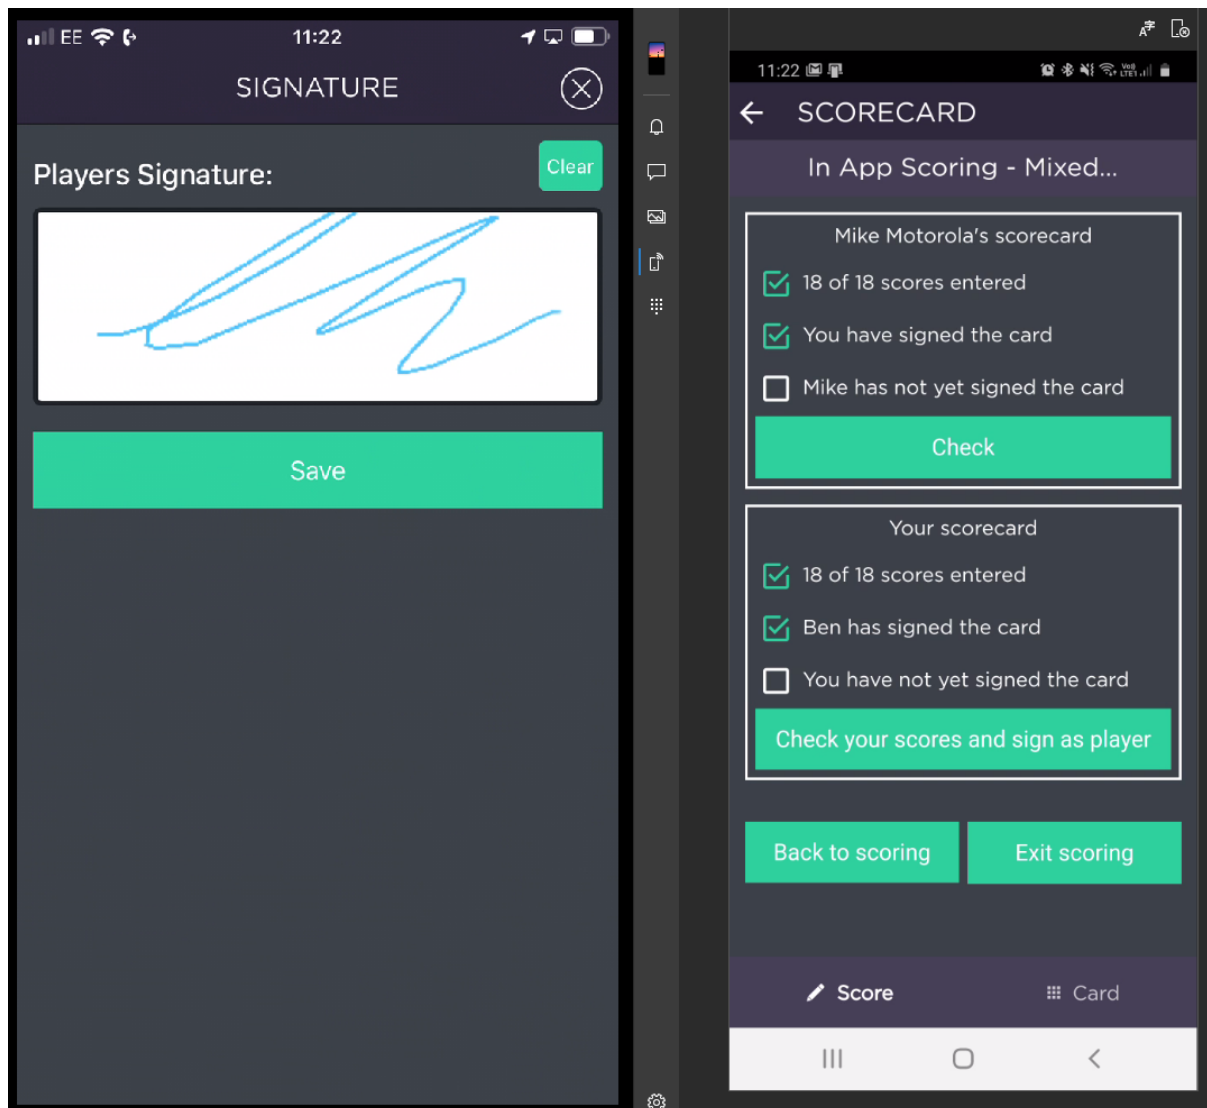 EE 11:22
SIGNATURE
Players Signature:
Clear
Save
11:22
SCORECARD
In App Scoring - Mixed...
Mike Motorola's scorecard
18 of 18 scores entered
You have signed the card
Mike has not yet signed the card
Check
Your scorecard
18 of 18 scores entered
Ben has signed the card
You have not yet signed the card
Check your scores and sign as player
Back to scoring
Exit scoring
Score
Card